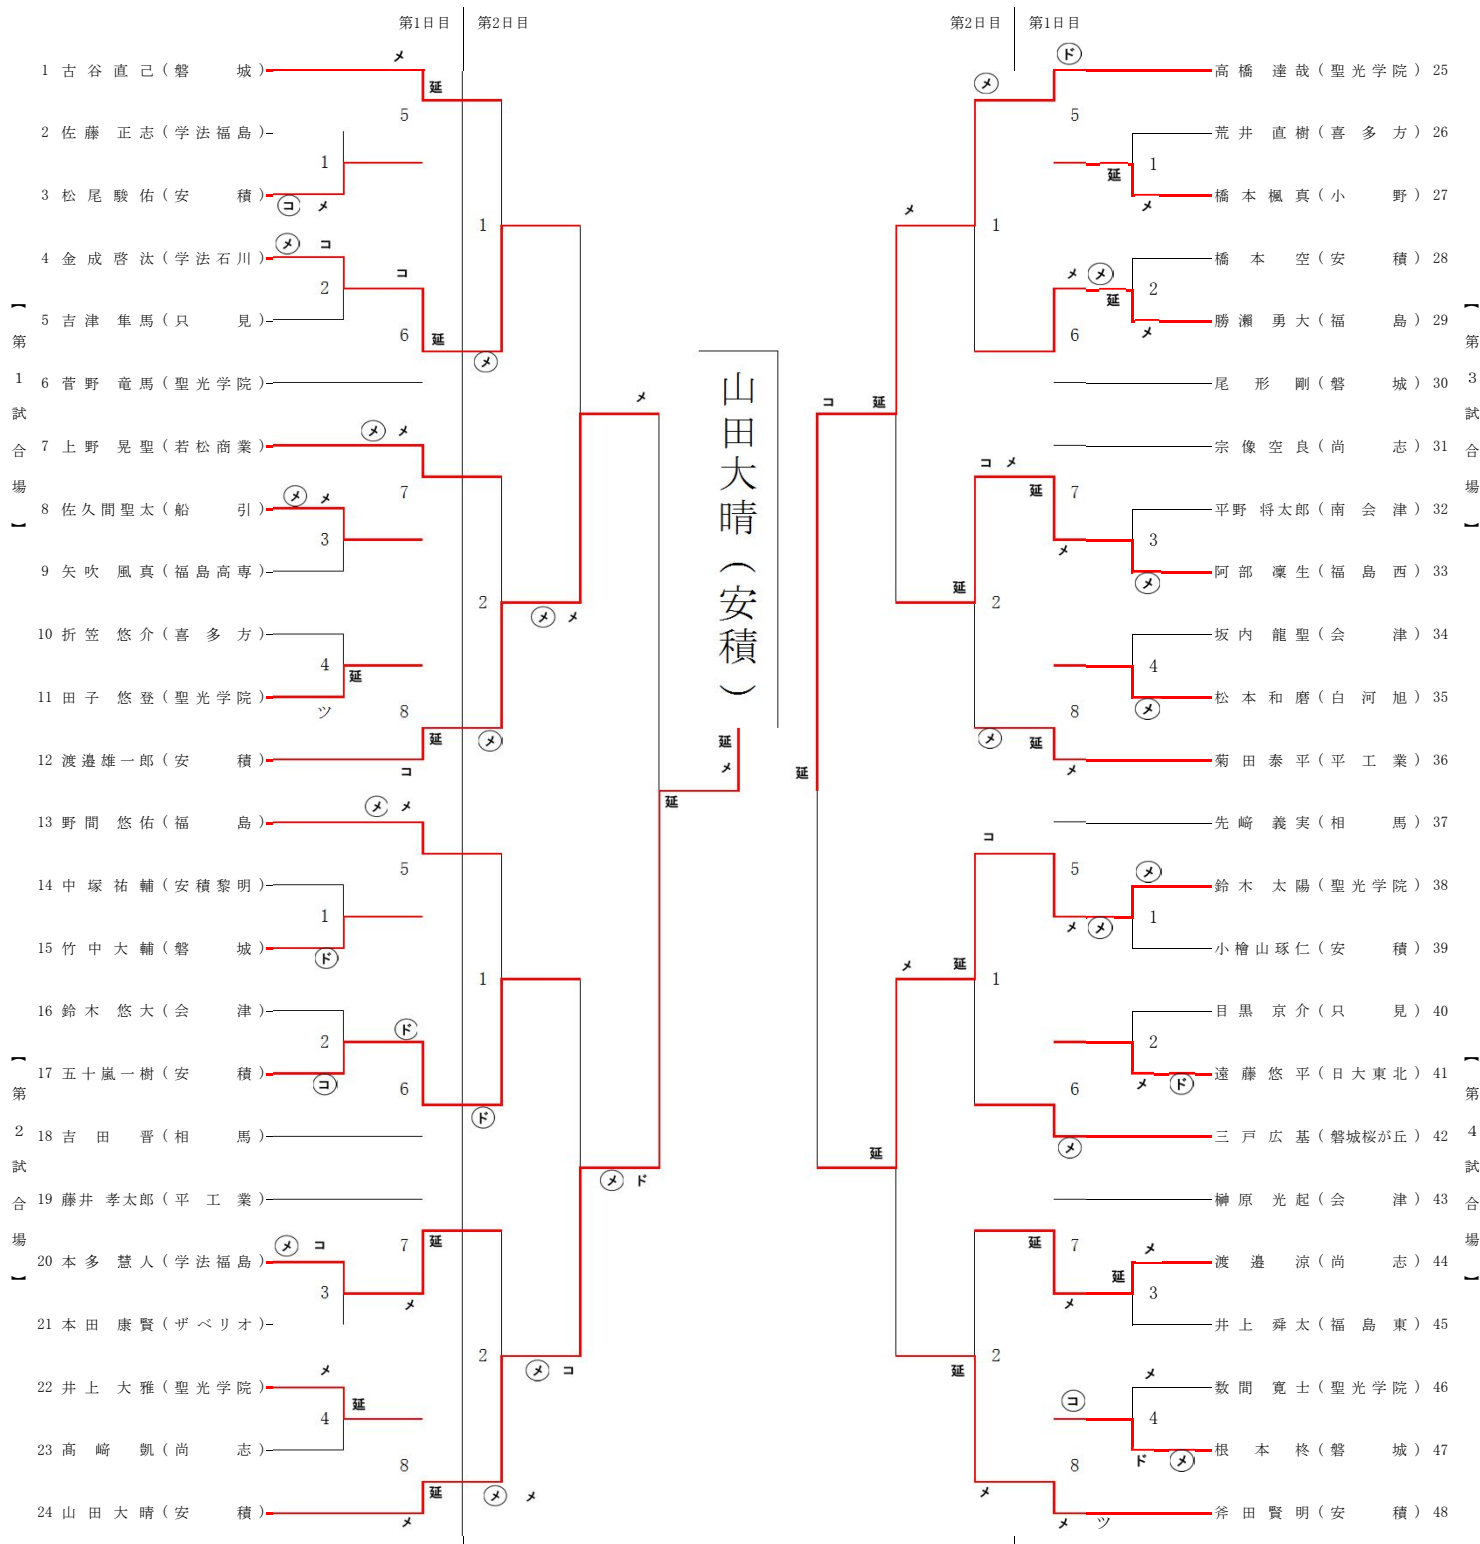 第1日目 第2日目
第2日目 第1日目
1 古谷直己(磐城)
2 佐藤正志(学法福島)
3 松尾駿佑(安積)
4 金成啓汰(学法石川)
5 吉津隼馬(只見)
6 菅野竜馬(聖光学院)
7 上野晃聖(若松商業)
8 佐久間聖太(船引)
9 矢吹風真(福島高専)
10 折笠悠介(喜多方)
11 田子悠登(聖光学院)
12 渡邉雄一郎(安積)
【第1試合場】
13 野間悠佑(福島)
14 中塚祐輔(安積黎明)
15 竹中大輔(磐城)
16 鈴木悠大(会津)
17 五十嵐一樹(安積)
18 吉田晋(相馬)
19 藤井孝太郎(平工業)
20 本多慧人(学法福島)
21 本田康賢(ザベリオ)
22 井上大雅(聖光学院)
23 髙﨑凱(尚志)
24 山田大晴(安積)
【第2試合場】
山田大晴(安積)
高橋達哉(聖光学院) 25
荒井直樹(喜多方) 26
橋本楓真(小野) 27
橋本空(安積) 28
勝瀬勇大(福島) 29
尾形剛(磐城) 30
宗像空良(尚志) 31
平野将太郎(南会津) 32
阿部凜生(福島西) 33
坂内龍聖(会津) 34
松本和磨(白河旭) 35
菊田泰平(平工業) 36
【第3試合場】
先﨑義実(相馬) 37
鈴木太陽(聖光学院) 38
小檜山琢仁(安積) 39
目黒京介(只見) 40
遠藤悠平(日大東北) 41
三戸広基(磐城桜が丘) 42
榊原光起(会津) 43
渡邉涼(尚志) 44
井上舜太(福島東) 45
数間寛士(聖光学院) 46
根本柊(磐城) 47
斧田賢明(安積) 48
【第4試合場】